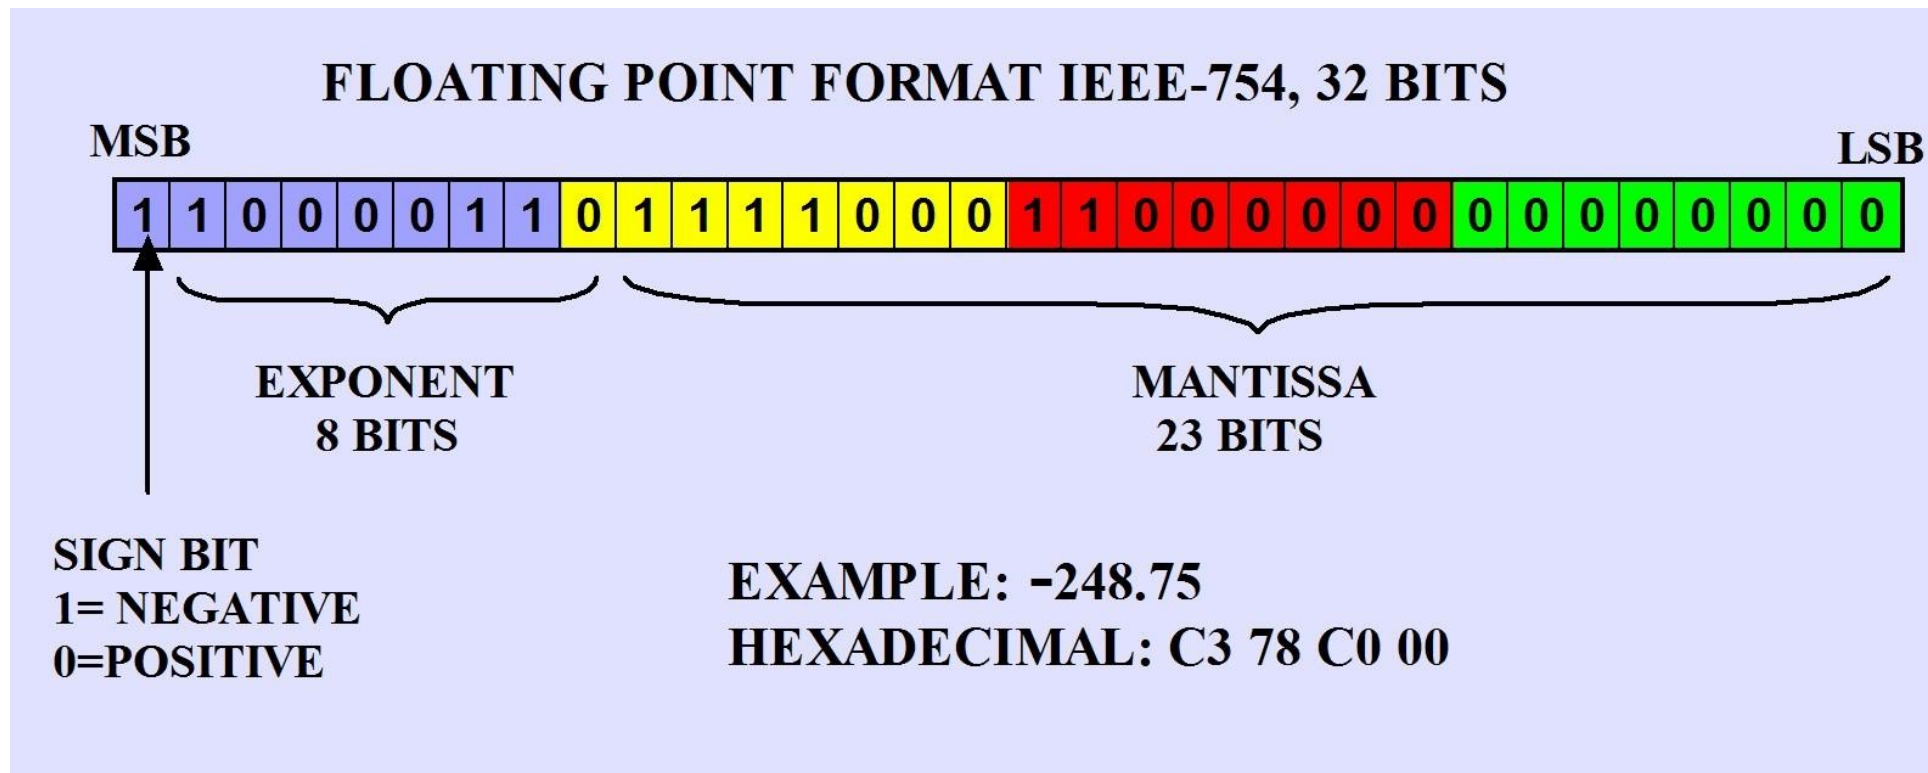 FLOATING POINT FORMAT IEEE-754, 32 BITS
MSB
LSB
1 1 0 0 0 0 1 1 0 1 1 1 1 0 0 0 1 1 0 0 0 0 0 0 0 0 0 0 0 0 0 0
EXPONENT
8 BITS
MANTISSA
23 BITS
SIGN BIT
1= NEGATIVE
0=POSITIVE
EXAMPLE: -248.75
HEXADECIMAL: C3 78 C0 00